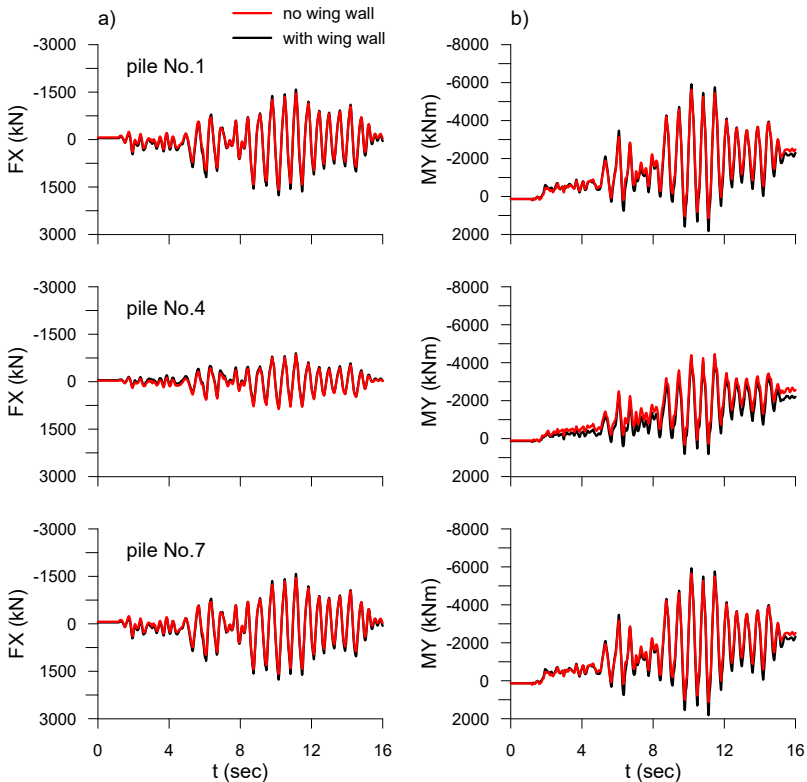 a)
no wing wall
with wing wall
b)
-3000
-1500
0
1500
3000
FX (kN)
pile No.1
-8000
-6000
-4000
-2000
0
2000
MY (kNm)
-3000
-1500
0
1500
3000
FX (kN)
pile No.4
-8000
-6000
-4000
-2000
0
2000
MY (kNm)
-3000
-1500
0
1500
3000
FX (kN)
pile No.7
0
4
8
12
16
t (sec)
-8000
-6000
-4000
-2000
0
2000
MY (kNm)
0
4
8
12
16
t (sec)